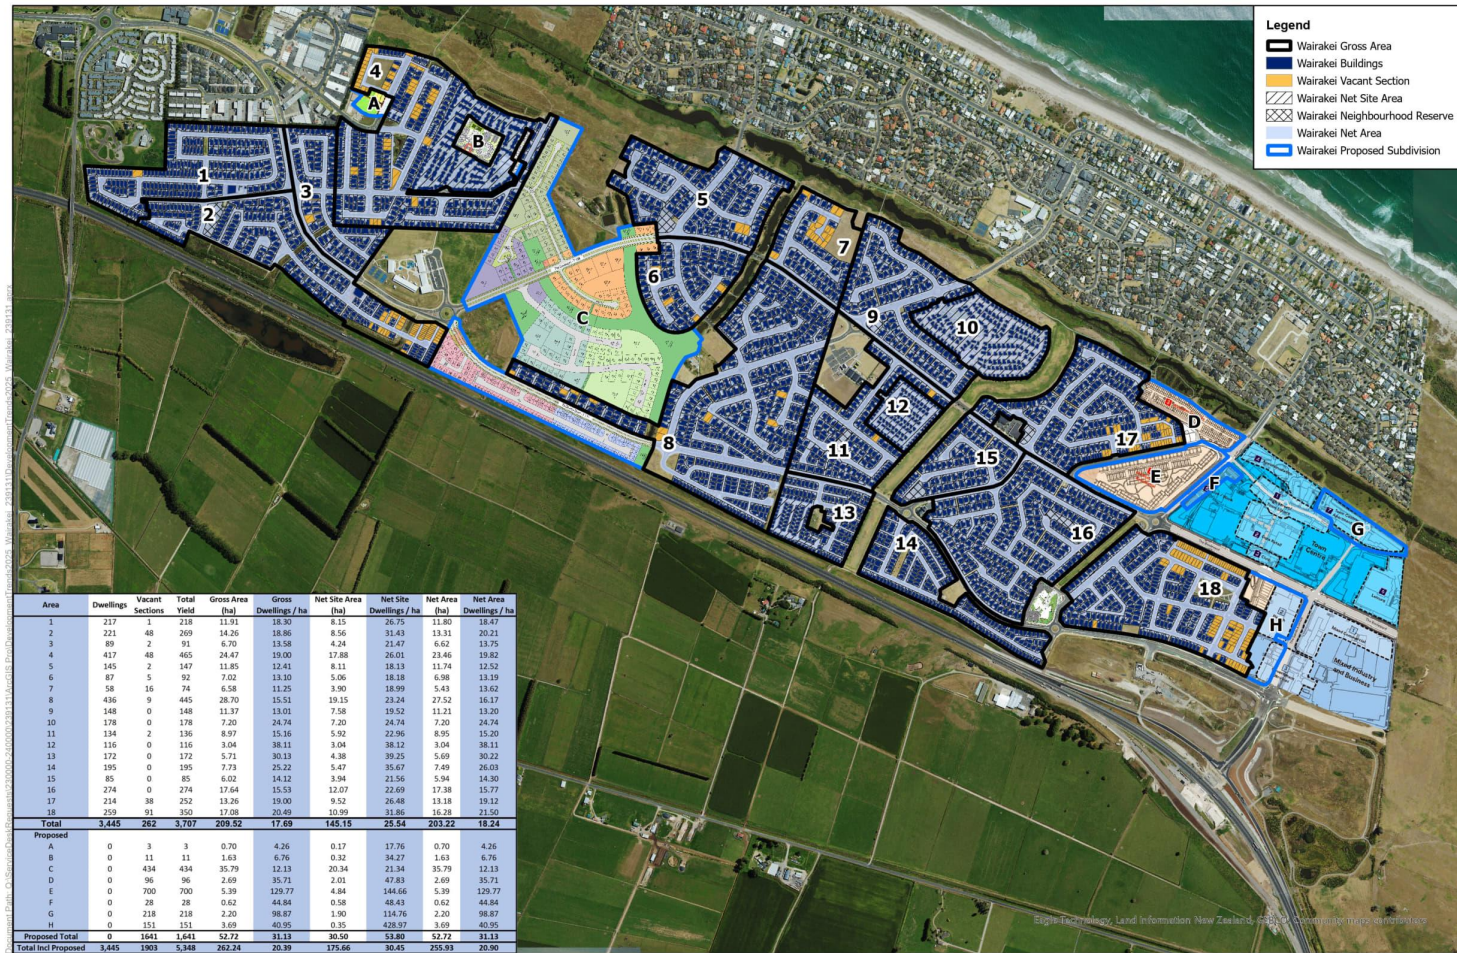 Legend
Wairakei Gross Area
Wairakei Buildings
Wairakei Vacant Section
Wairakei Net Site Area
Wairakei Neighbourhood Reserve
Wairakei Net Area
Wairakei Proposed Subdivision
4
A
B
1
3
2
5
7
6
9
10
C
12
8
11
15
17
D
E
F
13
14
16
G
18
H
Town Centre
Leisure
Mixed Industry and Business
Area Dwellings Vacant Sections Total Yield Gross Area (ha) Gross Dwellings / ha Net Site Area (ha) Net Site Dwellings / ha Net Area (ha) Net Area Dwellings / ha
1 217 1 218 11.91 18.30 8.15 26.75 11.80 18.47
2 221 48 269 14.26 18.86 8.56 31.43 13.31 20.21
3 89 2 91 6.70 13.58 4.24 21.47 6.62 13.75
4 417 48 465 24.47 19.00 17.88 26.01 23.46 19.82
5 145 2 147 11.85 12.41 8.11 18.13 11.74 12.52
6 87 5 92 7.02 13.10 5.06 18.18 6.98 13.19
7 58 16 74 6.58 11.25 3.90 18.99 5.43 13.62
8 436 9 445 28.70 15.51 19.15 23.24 27.52 16.17
9 148 0 148 11.37 13.01 7.58 19.52 11.21 13.20
10 178 0 178 7.20 24.74 7.20 24.74 7.20 24.74
11 134 2 136 8.97 15.16 5.92 22.96 8.95 15.20
12 116 0 116 3.04 38.11 3.04 38.12 3.04 38.11
13 172 0 172 5.71 30.13 4.38 39.25 5.69 30.22
14 195 0 195 7.73 25.22 5.47 35.67 7.49 26.03
15 85 0 85 6.02 14.12 3.94 21.56 5.94 14.30
16 274 0 274 17.64 15.53 12.07 22.69 17.38 15.77
17 214 38 252 13.26 19.00 9.52 26.48 13.18 19.12
18 259 91 350 17.08 20.49 10.99 31.86 16.28 21.50
Total 3,445 262 3,707 209.52 17.69 145.15 25.54 203.22 18.24
Proposed
A 0 3 3 0.70 4.26 0.17 17.76 0.70 4.26
B 0 11 11 1.63 6.76 0.32 34.27 1.63 6.76
C 0 434 434 35.79 12.13 20.34 21.34 35.79 12.13
D 0 96 96 2.69 35.71 2.01 47.83 2.69 35.71
E 0 700 700 5.39 129.77 4.84 144.66 5.39 129.77
F 0 28 28 0.62 44.84 0.58 48.43 0.62 44.84
G 0 218 218 2.20 98.87 1.90 114.76 2.20 98.87
H 0 151 151 3.69 40.95 0.35 428.97 3.69 40.95
Proposed Total 0 1641 1,641 52.72 31.13 30.50 53.80 52.72 31.13
Total Incl Proposed 3,445 1903 5,348 262.24 20.39 175.66 30.45 255.93 20.90
Eagle Technology, Land Information New Zealand, GEBCO, Community maps contributors